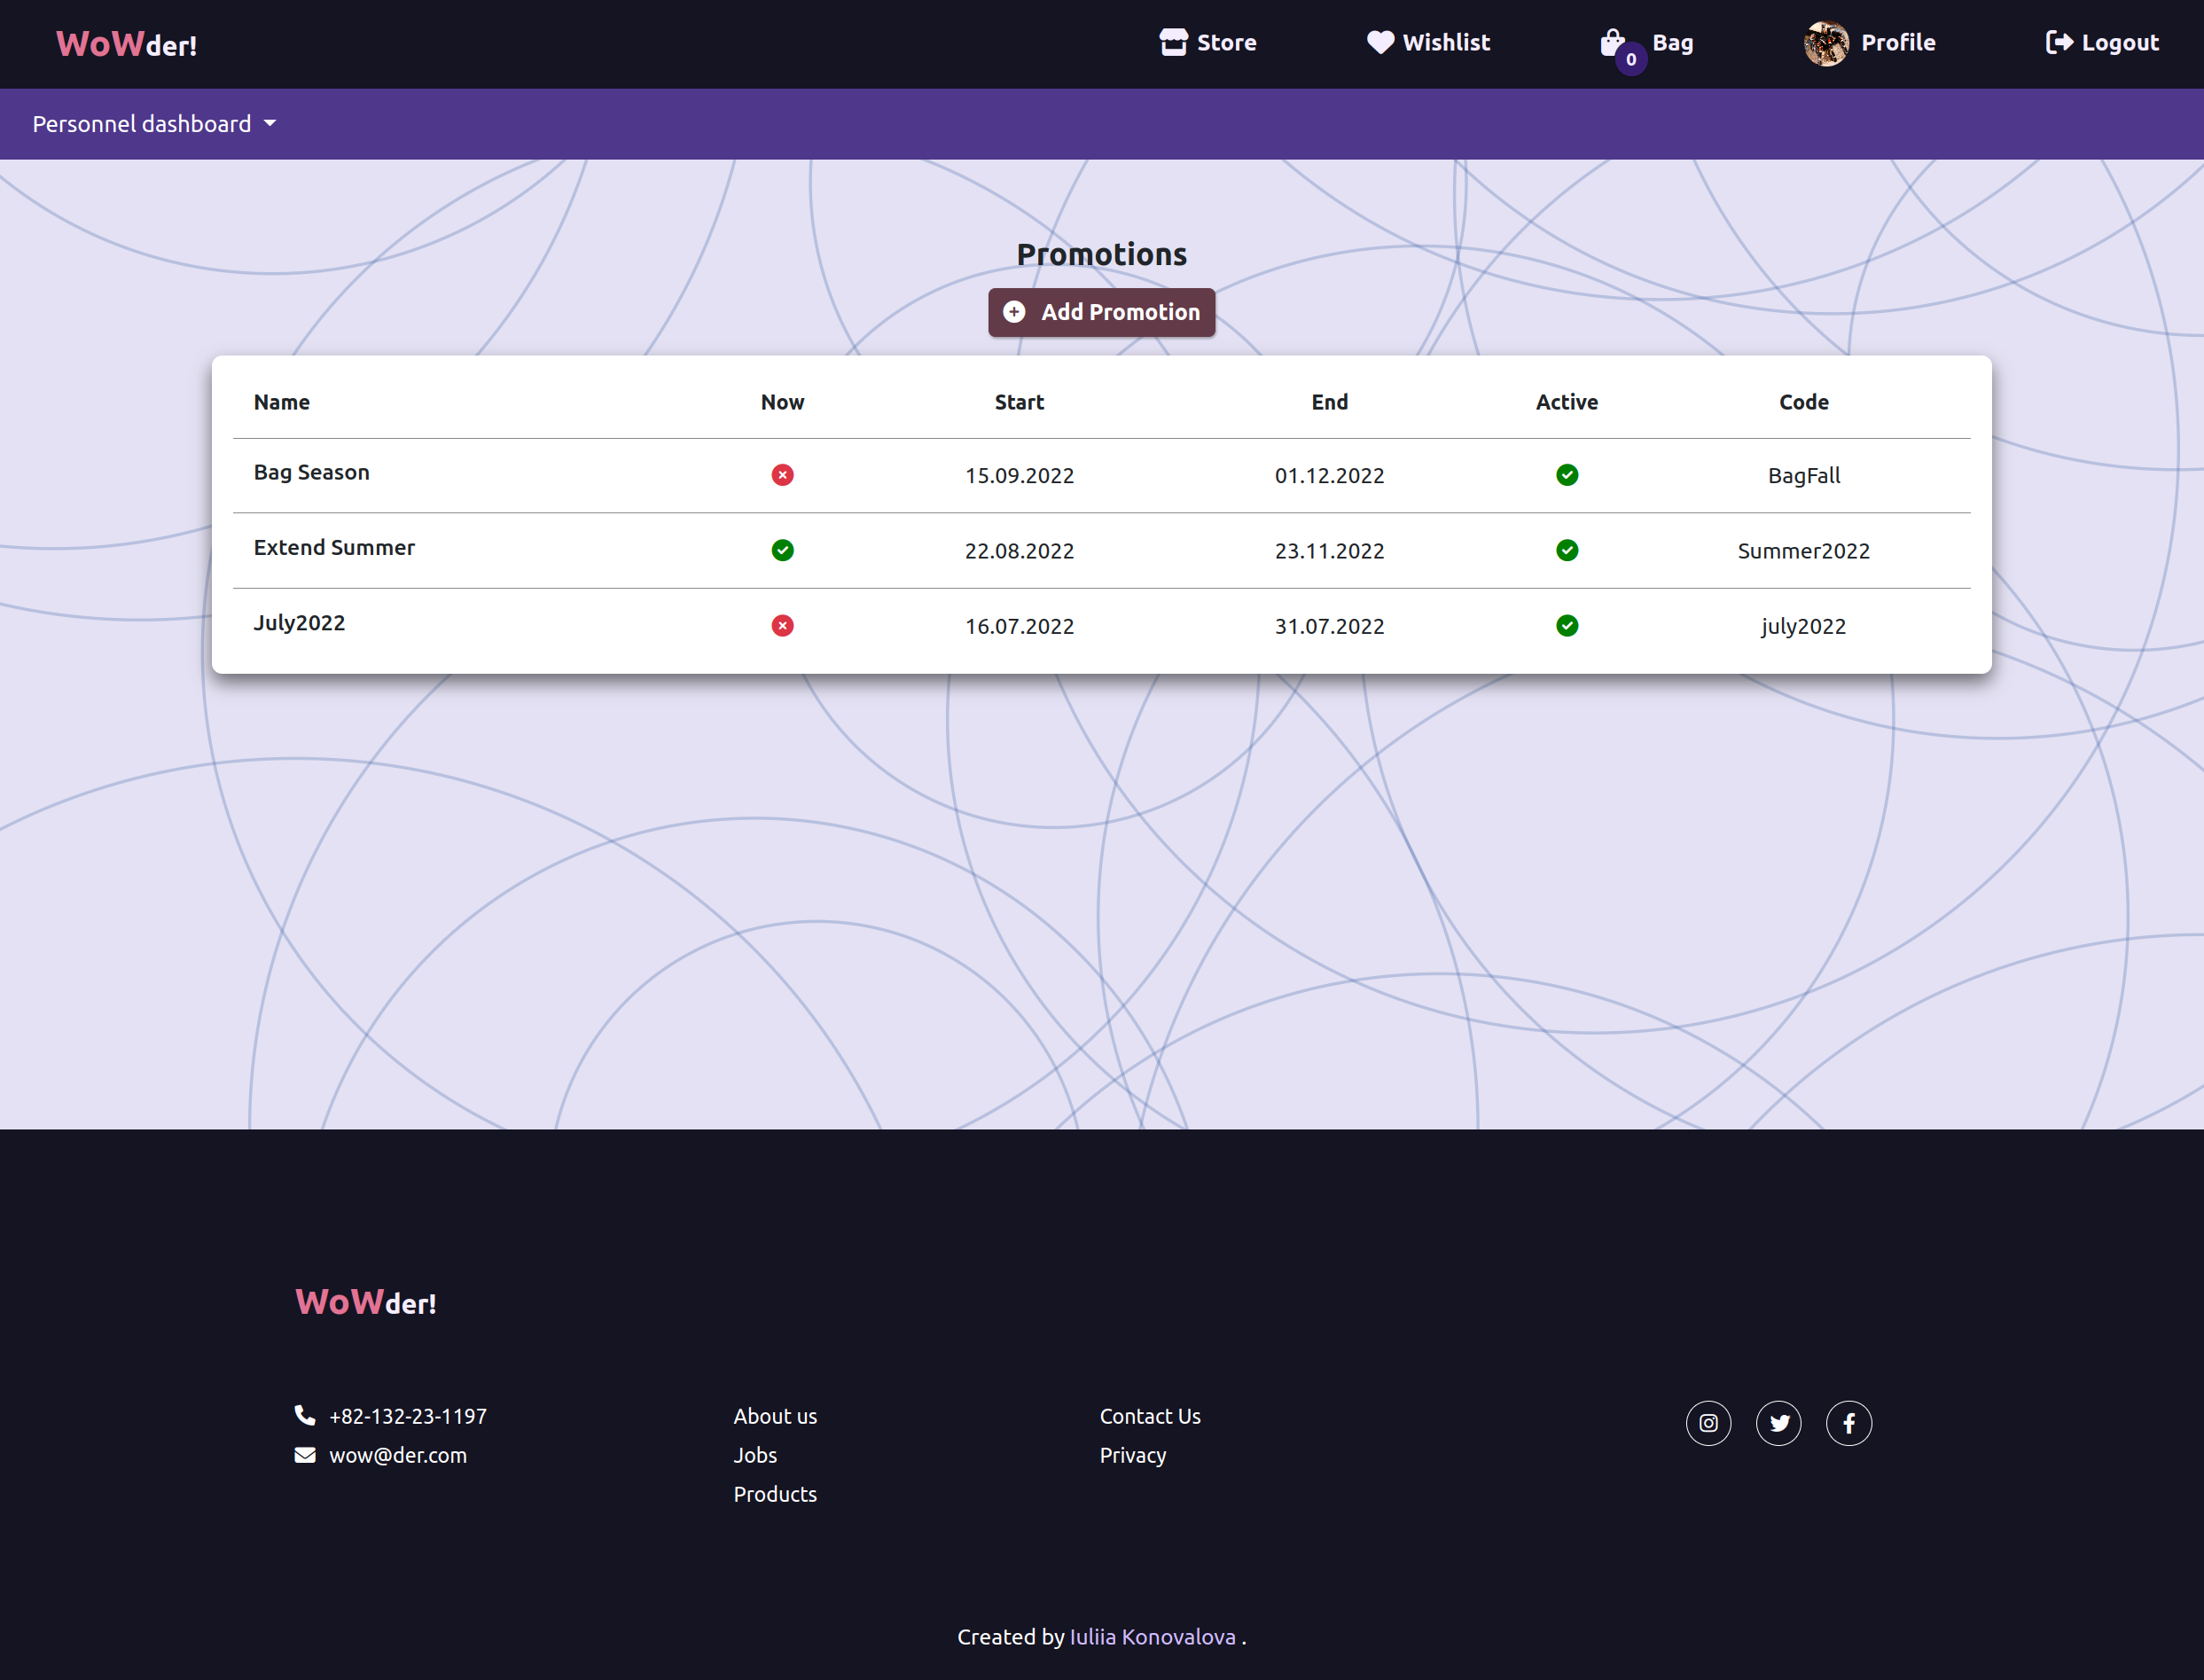 WoWder! Store Wishlist 0 Bag Profile Logout
Personnel dashboard
Promotions
Add Promotion
Name Now Start End Active Code
Bag Season 15.09.2022 01.12.2022 BagFall
Extend Summer 22.08.2022 23.11.2022 Summer2022
July2022 16.07.2022 31.07.2022 july2022
WoWder!
+82-132-23-1197 About us Contact Us
wow@der.com Jobs Privacy
Products
Created by Iuliia Konovalova .